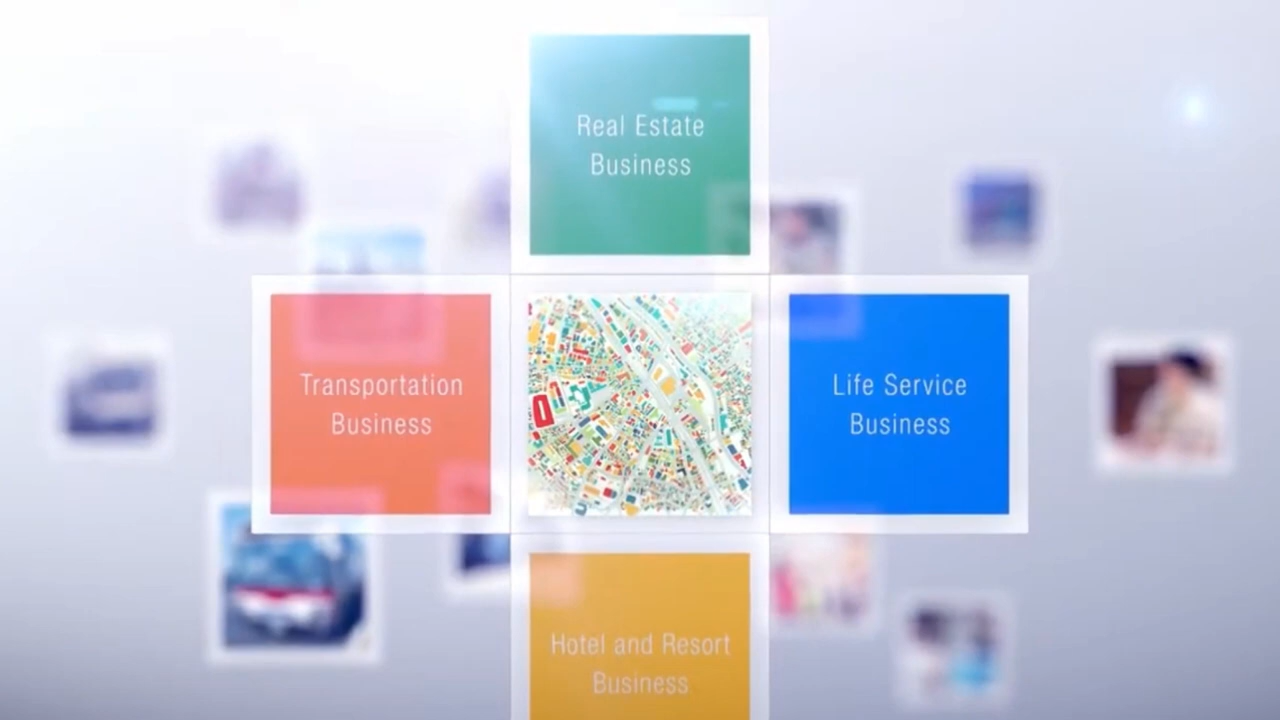 Real Estate
Business
Transportation
Business
Life Service
Business
Hotel and Resort
Business